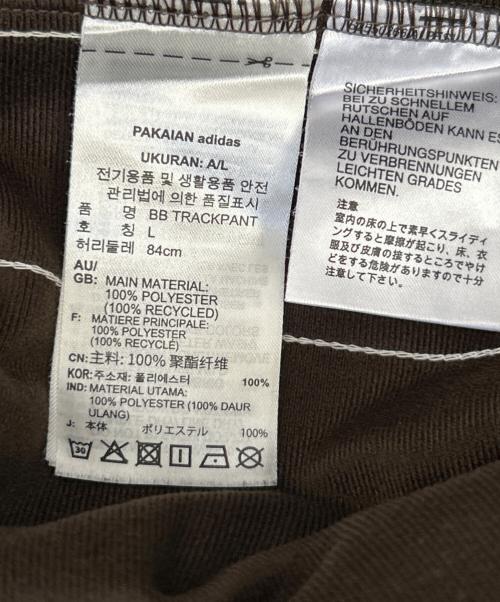 PAKAIAN adidas
UKURAN: A/L
전기용품 및 생활용품 안전
관리법에 의한 품질표시
품 명 BB TRACKPANT
호 칭 L
허리둘레 84cm
AU/
GB: MAIN MATERIAL:
100% POLYESTER
(100% RECYCLED)
F: MATIERE PRINCIPALE:
100% POLYESTER
(100% RECYCLÉ)
CN: 主料: 100% 聚酯纤维
KOR: 주소재: 폴리에스터 100%
IND: MATERIAL UTAMA:
100% POLYESTER (100% DAUR
ULANG)
J: 本体 ポリエステル 100%
30
SICHERHEITSHINWEIS:
BEI ZU SCHNELLEM
RUTSCHEN AUF
HALLENBÖDEN KANN ES
AN DEN
BERÜHRUNGSPUNKTEN
ZU VERBRENNUNGEN
LEICHTEN GRADES
KOMMEN.
注意
室内の床の上で素早くスライディ
ングすると摩擦が起こり、床、衣
服及び皮膚の接するところでやけ
どをする危険がありますので十分
注意して下さい。